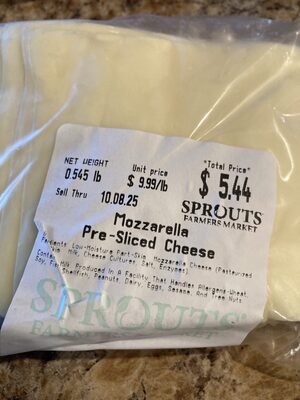 NET WEIGHT Unit price *Total Price*
0.545 lb $ 9.99/lb $ 5.44
Sell Thru 10.08.25
SPROUTS
FARMERS MARKET
Mozzarella
Pre-Sliced Cheese
Low-Moisture Part-Skim Mozzarella Cheese (Pasteurized
Milk, Cheese Cultures, Salt, Enzymes)
Produced In A Facility That Handles Allergens-Wheat,
Soy, Shellfish, Peanuts, Dairy, Eggs, Sesame, And Tree Nuts
SPROUTS